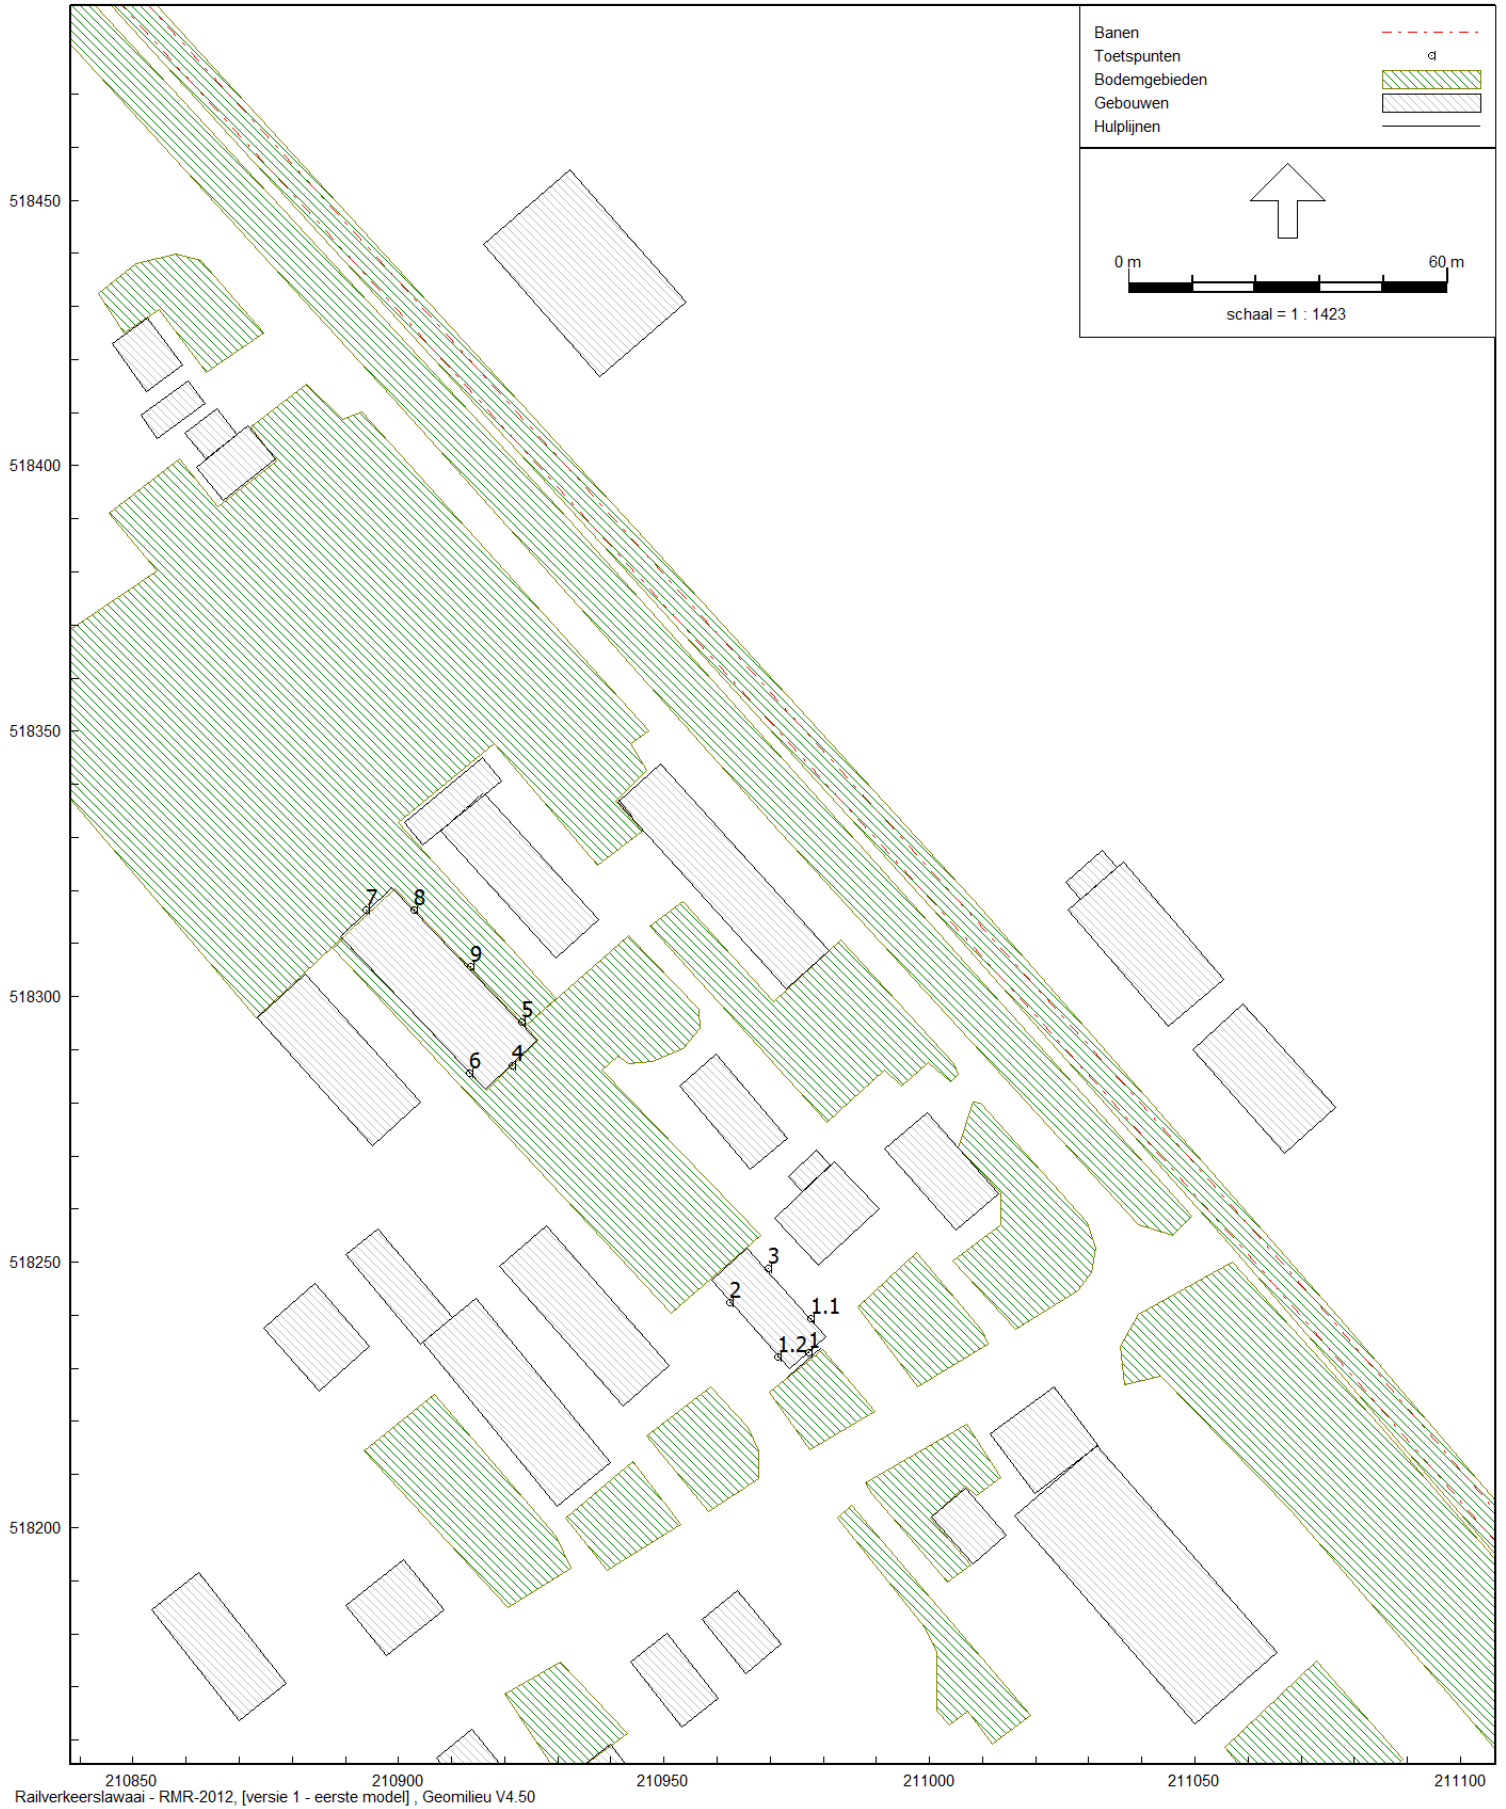 Banen
Toetspunten
Bodemgebieden
Gebouwen
Hulplijnen
0 m 60 m
schaal = 1 : 1423
518450
518400
518350
518300
518250
518200
7 8
9
5
4
6
3
2
1.1
1.2 1
210850 210900 210950 211000 211050 211100
Railverkeerslawaai - RMR-2012, [versie 1 - eerste model] , Geomilieu V4.50